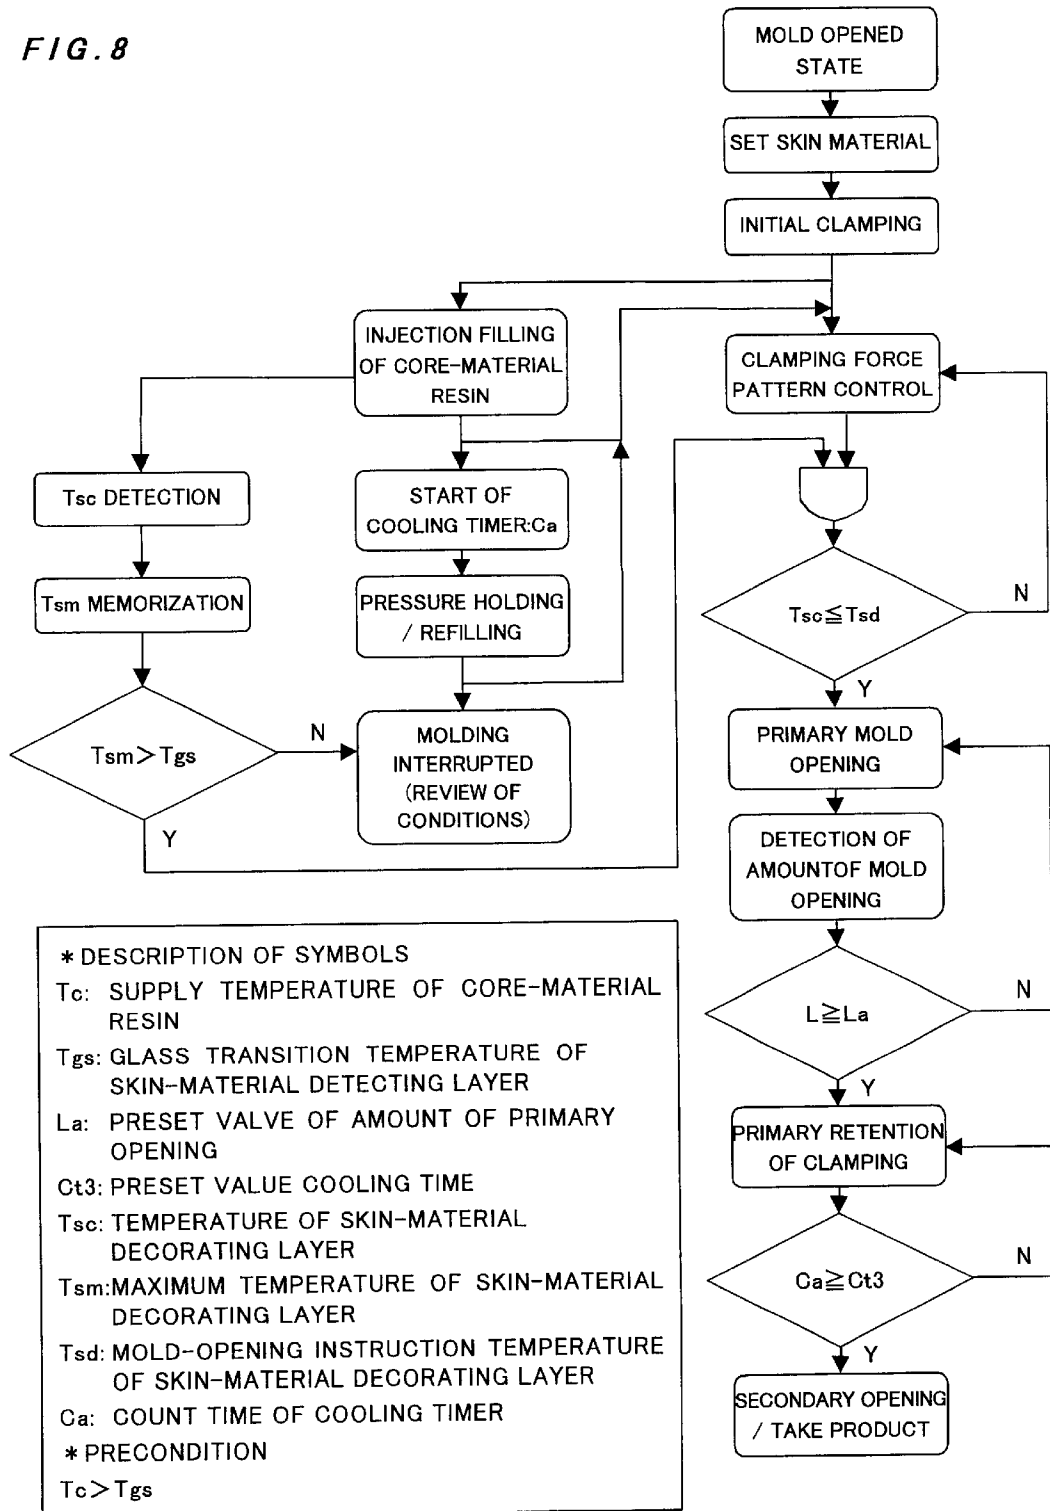 FIG. 8
MOLD OPENED
STATE
SET SKIN MATERIAL
INITIAL CLAMPING
INJECTION FILLING
OF CORE-MATERIAL
RESIN
CLAMPING FORCE
PATTERN CONTROL
Tsc DETECTION
START OF
COOLING TIMER:Ca
Tsm MEMORIZATION
PRESSURE HOLDING
/ REFILLING
Tsc≦Tsd
N
Y
Tsm>Tgs
N
Y
MOLDING
INTERRUPTED
(REVIEW OF
CONDITIONS)
PRIMARY MOLD
OPENING
DETECTION OF
AMOUNTOF MOLD
OPENING
L≧La
N
Y
PRIMARY RETENTION
OF CLAMPING
Ca≧Ct3
N
Y
SECONDARY OPENING
/ TAKE PRODUCT
* DESCRIPTION OF SYMBOLS
Tc: SUPPLY TEMPERATURE OF CORE-MATERIAL
RESIN
Tgs: GLASS TRANSITION TEMPERATURE OF
SKIN-MATERIAL DETECTING LAYER
La: PRESET VALVE OF AMOUNT OF PRIMARY
OPENING
Ct3: PRESET VALUE COOLING TIME
Tsc: TEMPERATURE OF SKIN-MATERIAL
DECORATING LAYER
Tsm:MAXIMUM TEMPERATURE OF SKIN-MATERIAL
DECORATING LAYER
Tsd: MOLD-OPENING INSTRUCTION TEMPERATURE
OF SKIN-MATERIAL DECORATING LAYER
Ca: COUNT TIME OF COOLING TIMER
* PRECONDITION
Tc>Tgs